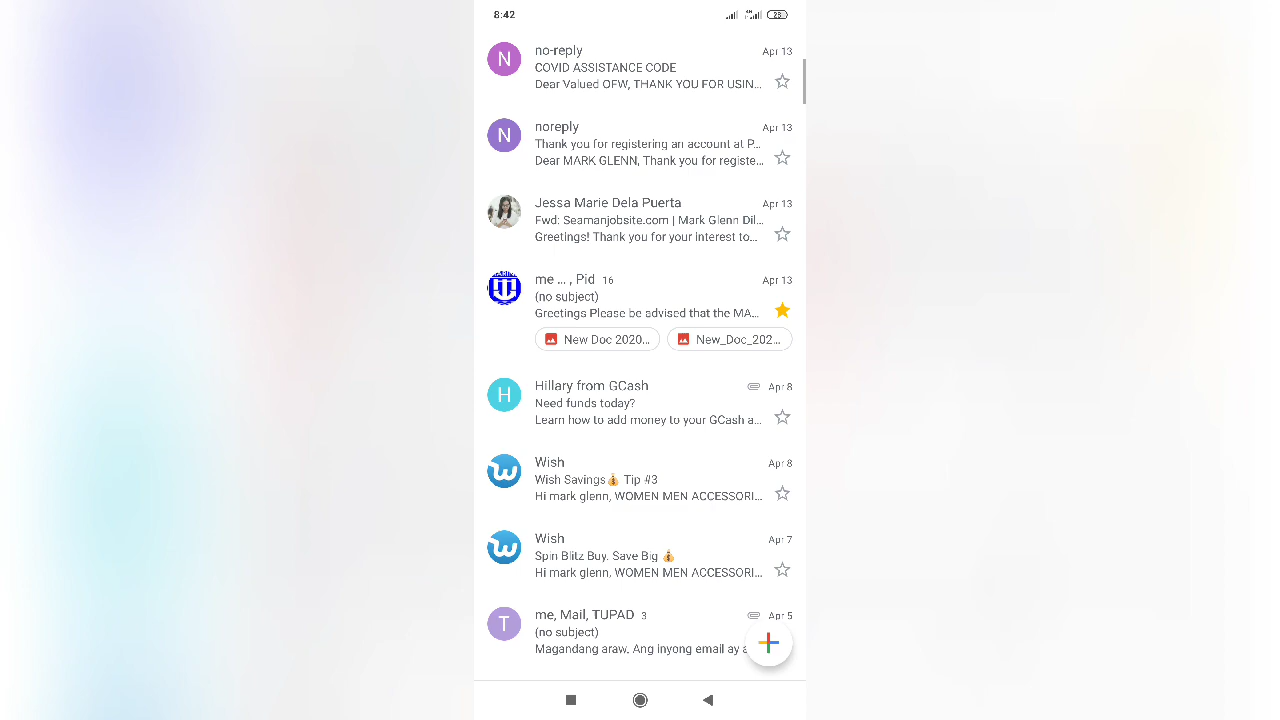 8:42
4G
28
N
no-reply
Apr 13
COVID ASSISTANCE CODE
Dear Valued OFW, THANK YOU FOR USIN...
N
noreply
Apr 13
Thank you for registering an account at P...
Dear MARK GLENN, Thank you for registe...
Jessa Marie Dela Puerta
Apr 13
Fwd: Seamanjobsite.com | Mark Glenn Dil...
Greetings! Thank you for your interest to...
me ... , Pid 16
Apr 13
(no subject)
Greetings Please be advised that the MA...
New Doc 2020...
New_Doc_202...
H
Hillary from GCash
Apr 8
Need funds today?
Learn how to add money to your GCash a...
Wish
Apr 8
Wish Savings💰 Tip #3
Hi mark glenn, WOMEN MEN ACCESSORI...
Wish
Apr 7
Spin Blitz Buy. Save Big 💰
Hi mark glenn, WOMEN MEN ACCESSORI...
T
me, Mail, TUPAD 3
Apr 5
(no subject)
Magandang araw. Ang inyong email ay a